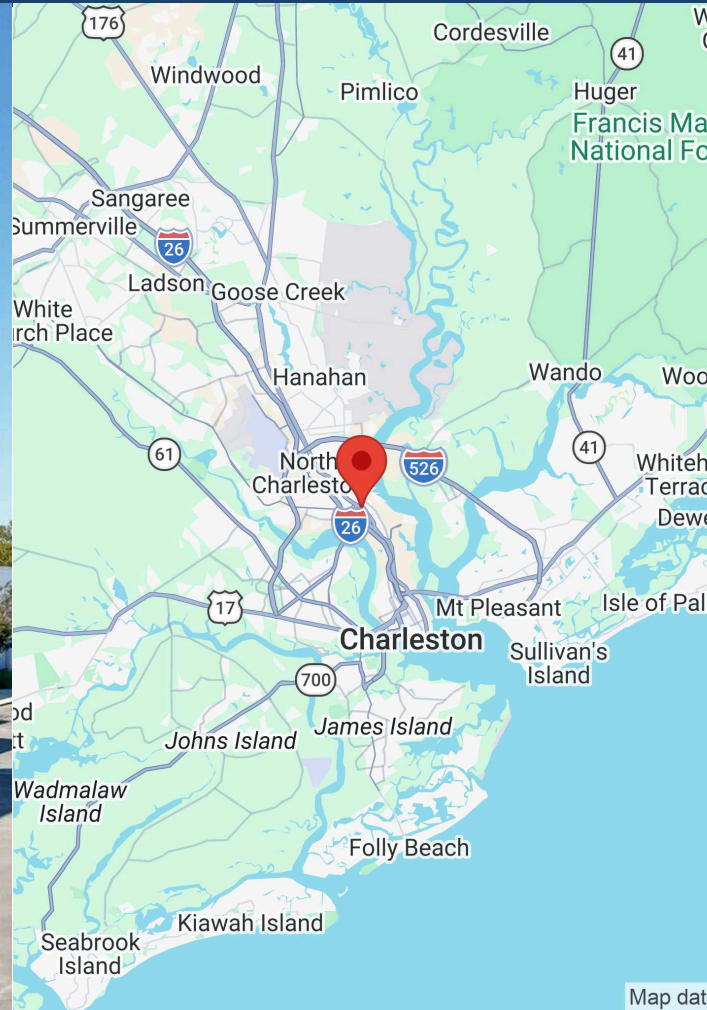 176
Cordesville
41
Windwood
Pimlico
Huger
Francis Ma
National Fo
Sangaree
Summerville
26
Ladson
Goose Creek
White
rch Place
Hanahan
Wando
Woo
61
41
North
Charlesto
526
Whiteh
Terrac
26
Dewe
17
Mt Pleasant
Isle of Pal
Charleston
Sullivan's
Island
700
od
tt
Johns Island
James Island
Wadmalaw
Island
Folly Beach
Kiawah Island
Seabrook
Island
Map dat